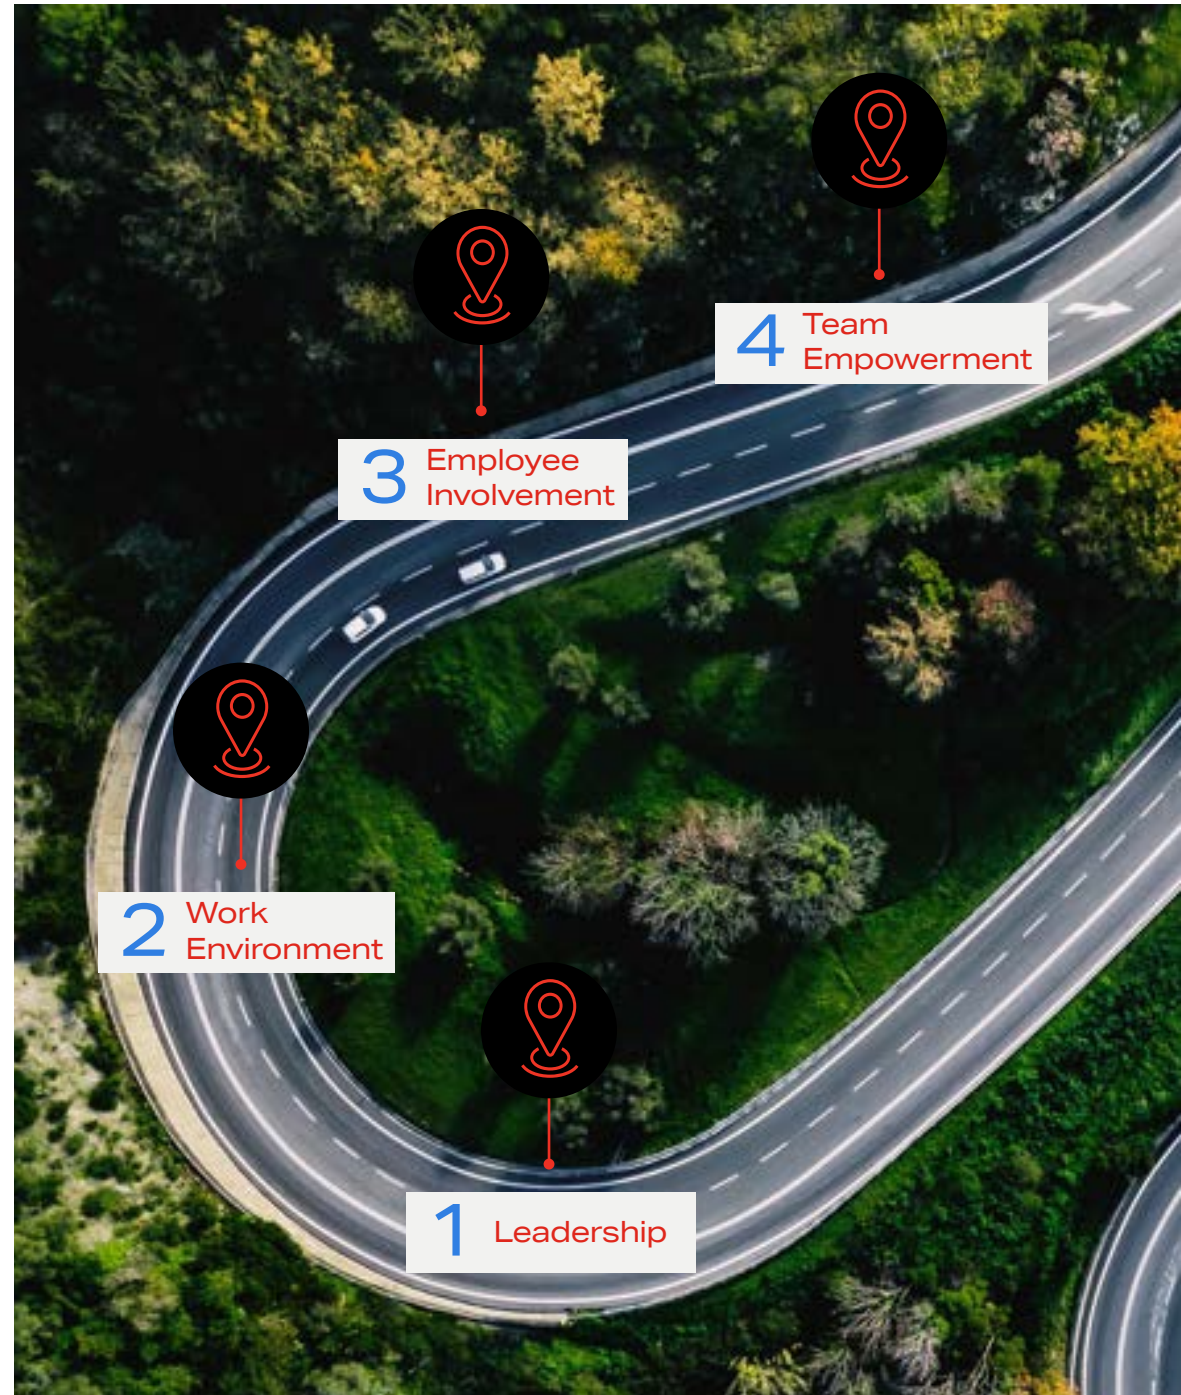 4 Team
Empowerment
3 Employee
Involvement
2 Work
Environment
1 Leadership